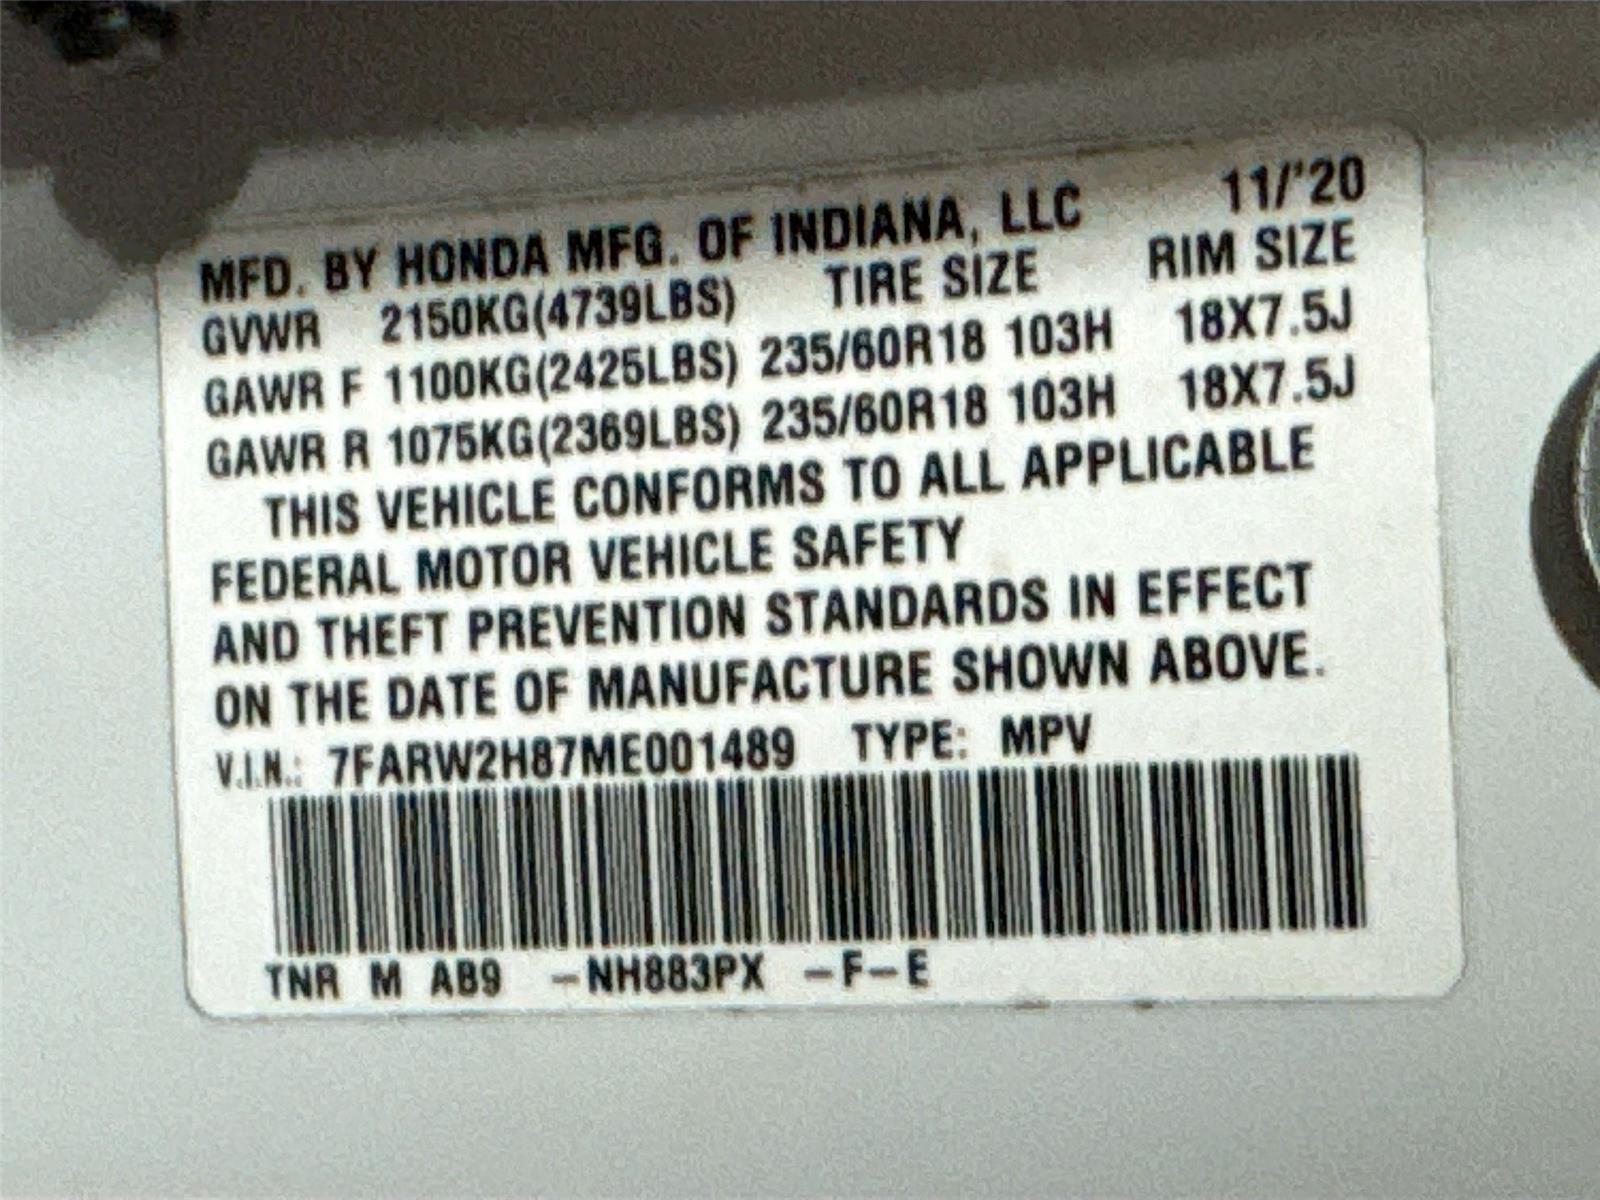 MFD. BY HONDA MFG. OF INDIANA, LLC 11/'20
GVWR 2150KG(4739LBS) TIRE SIZE RIM SIZE
GAWR F 1100KG(2425LBS) 235/60R18 103H 18X7.5J
GAWR R 1075KG(2369LBS) 235/60R18 103H 18X7.5J
THIS VEHICLE CONFORMS TO ALL APPLICABLE
FEDERAL MOTOR VEHICLE SAFETY
AND THEFT PREVENTION STANDARDS IN EFFECT
ON THE DATE OF MANUFACTURE SHOWN ABOVE.
V.I.N.: 7FARW2H87ME001489 TYPE: MPV
TNR M AB9 -NH883PX -F-E